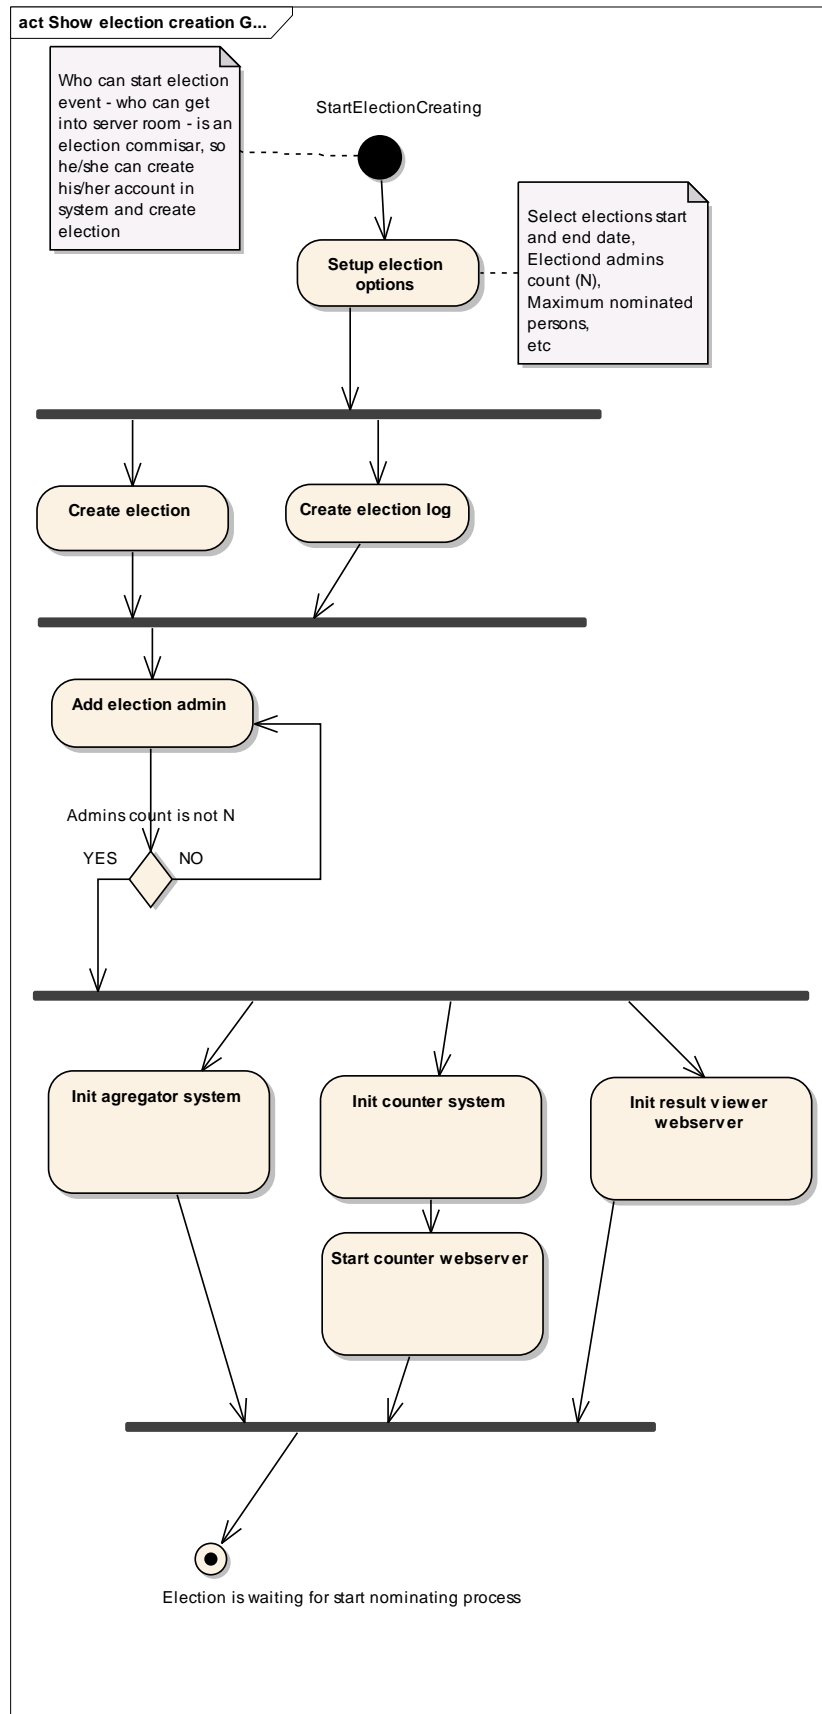 act Show election creation G...
Who can start election
event - who can get
into server room - is an
election commisar, so
he/she can create
his/her account in
system and create
election
StartElectionCreating
Setup election
options
Select elections start
and end date,
Electiond admins
count (N),
Maximum nominated
persons,
etc
Create election
Create election log
Add election admin
Admins count is not N
YES
NO
Init agregator system
Init counter system
Init result viewer
webserver
Start counter webserver
Election is waiting for start nominating process